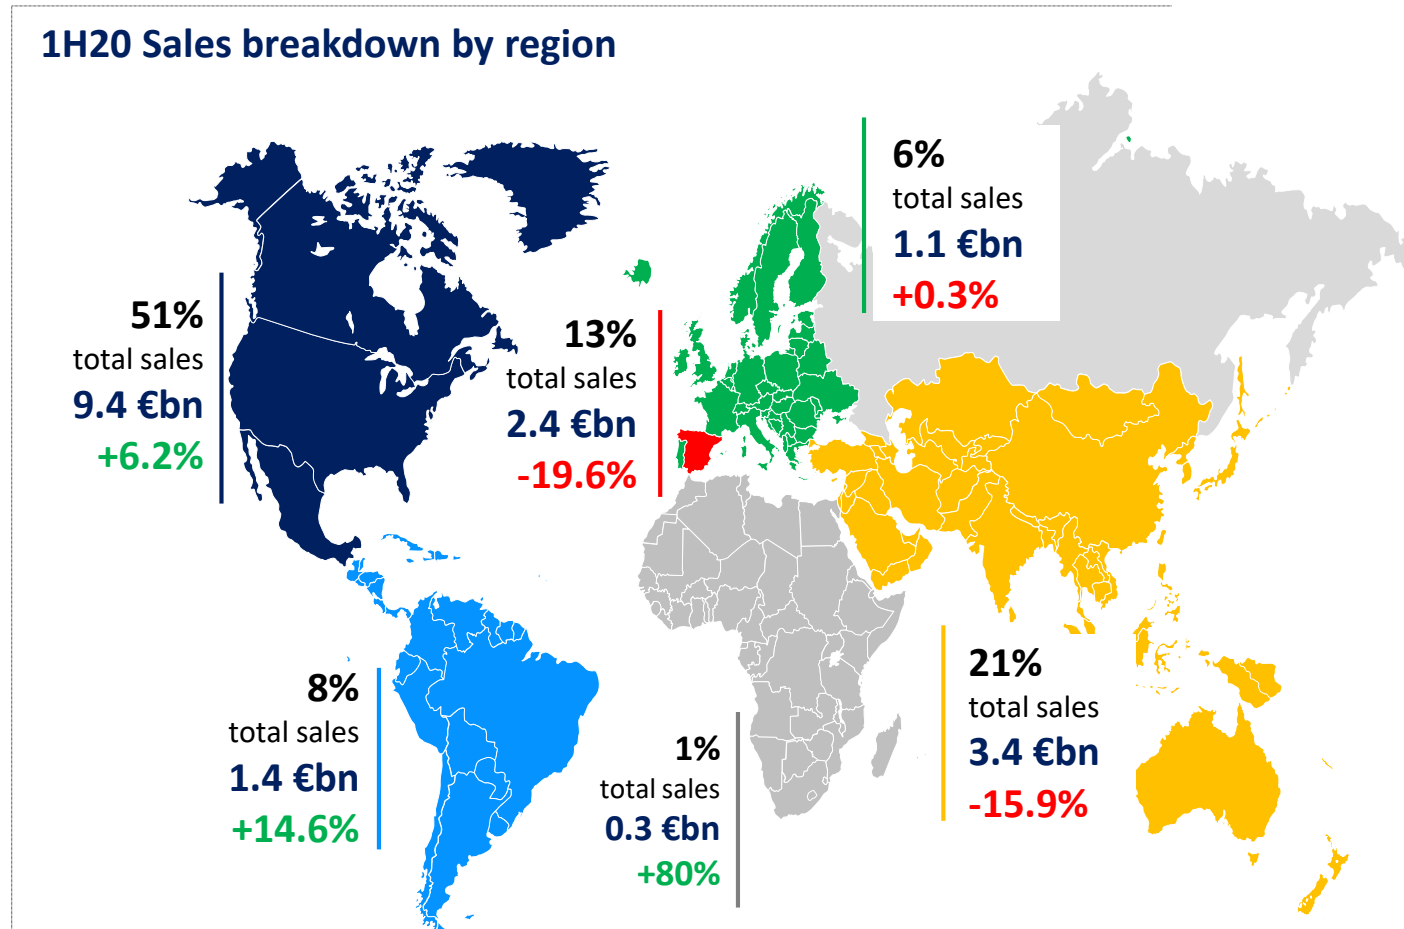 1H20 Sales breakdown by region
6%
total sales
1.1 €bn
+0.3%
51%
total sales
9.4 €bn
+6.2%
13%
total sales
2.4 €bn
-19.6%
21%
total sales
3.4 €bn
-15.9%
8%
total sales
1.4 €bn
+14.6%
1%
total sales
0.3 €bn
+80%